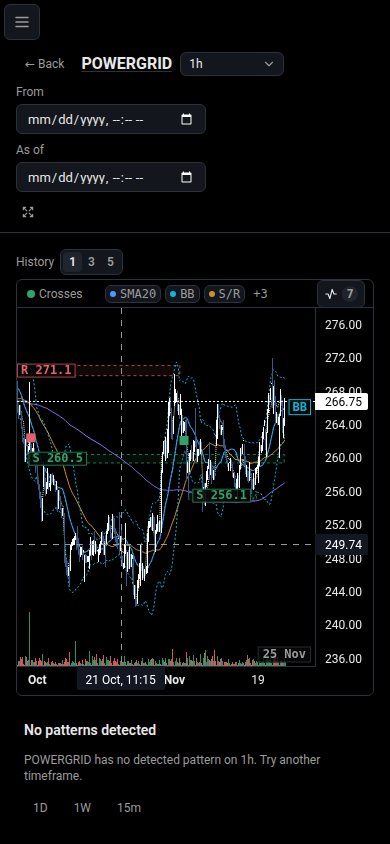 ← Back POWERGRID 1h
From
mm/dd/yyyy, --:-- --
As of
mm/dd/yyyy, --:-- --
History 1 3 5
Crosses SMA20 BB S/R +3 7
276.00
272.00
R 271.1
268.00
266.75
BB
264.00
S 260.5
260.00
256.00
S 256.1
252.00
249.74
248.00
244.00
240.00
25 Nov
236.00
Oct 21 Oct, 11:15 Nov 19
No patterns detected
POWERGRID has no detected pattern on 1h. Try another
timeframe.
1D 1W 15m